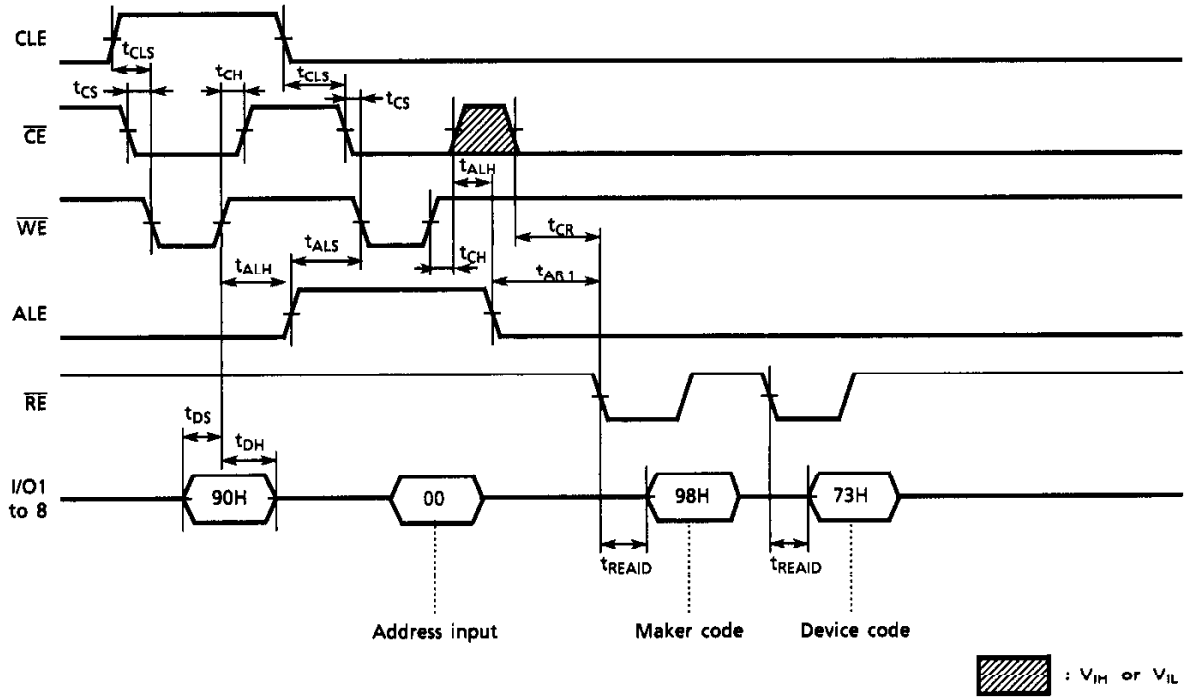 CLE
tCLS
tCH
tCLS
tCS
tCS
CE
tALH
WE
tCR
tALS
tCH
tALH
tAR1
ALE
RE
tDS
tDH
I/O1
to 8
90H
00
98H
73H
tREAID
tREAID
Address input
Maker code
Device code
: VIH or VIL